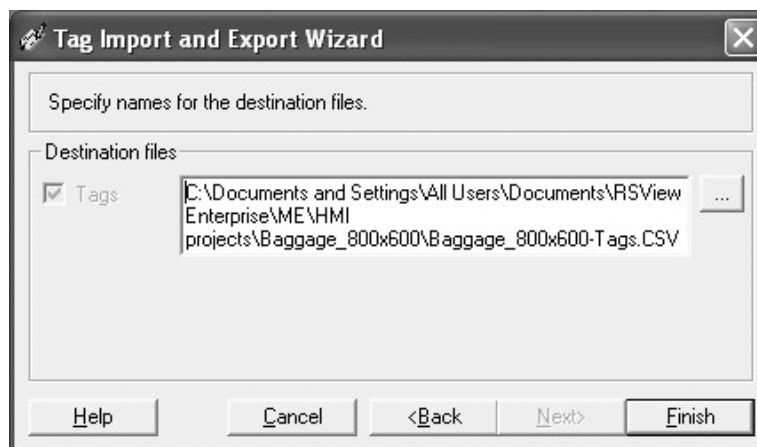 Tag Import and Export Wizard
Specify names for the destination files.
Destination files
Tags
C:\Documents and Settings\All Users\Documents\RSView
Enterprise\ME\HMI
projects\Baggage_800x600\Baggage_800x600-Tags.CSV
...
Help Cancel <Back Next> Finish